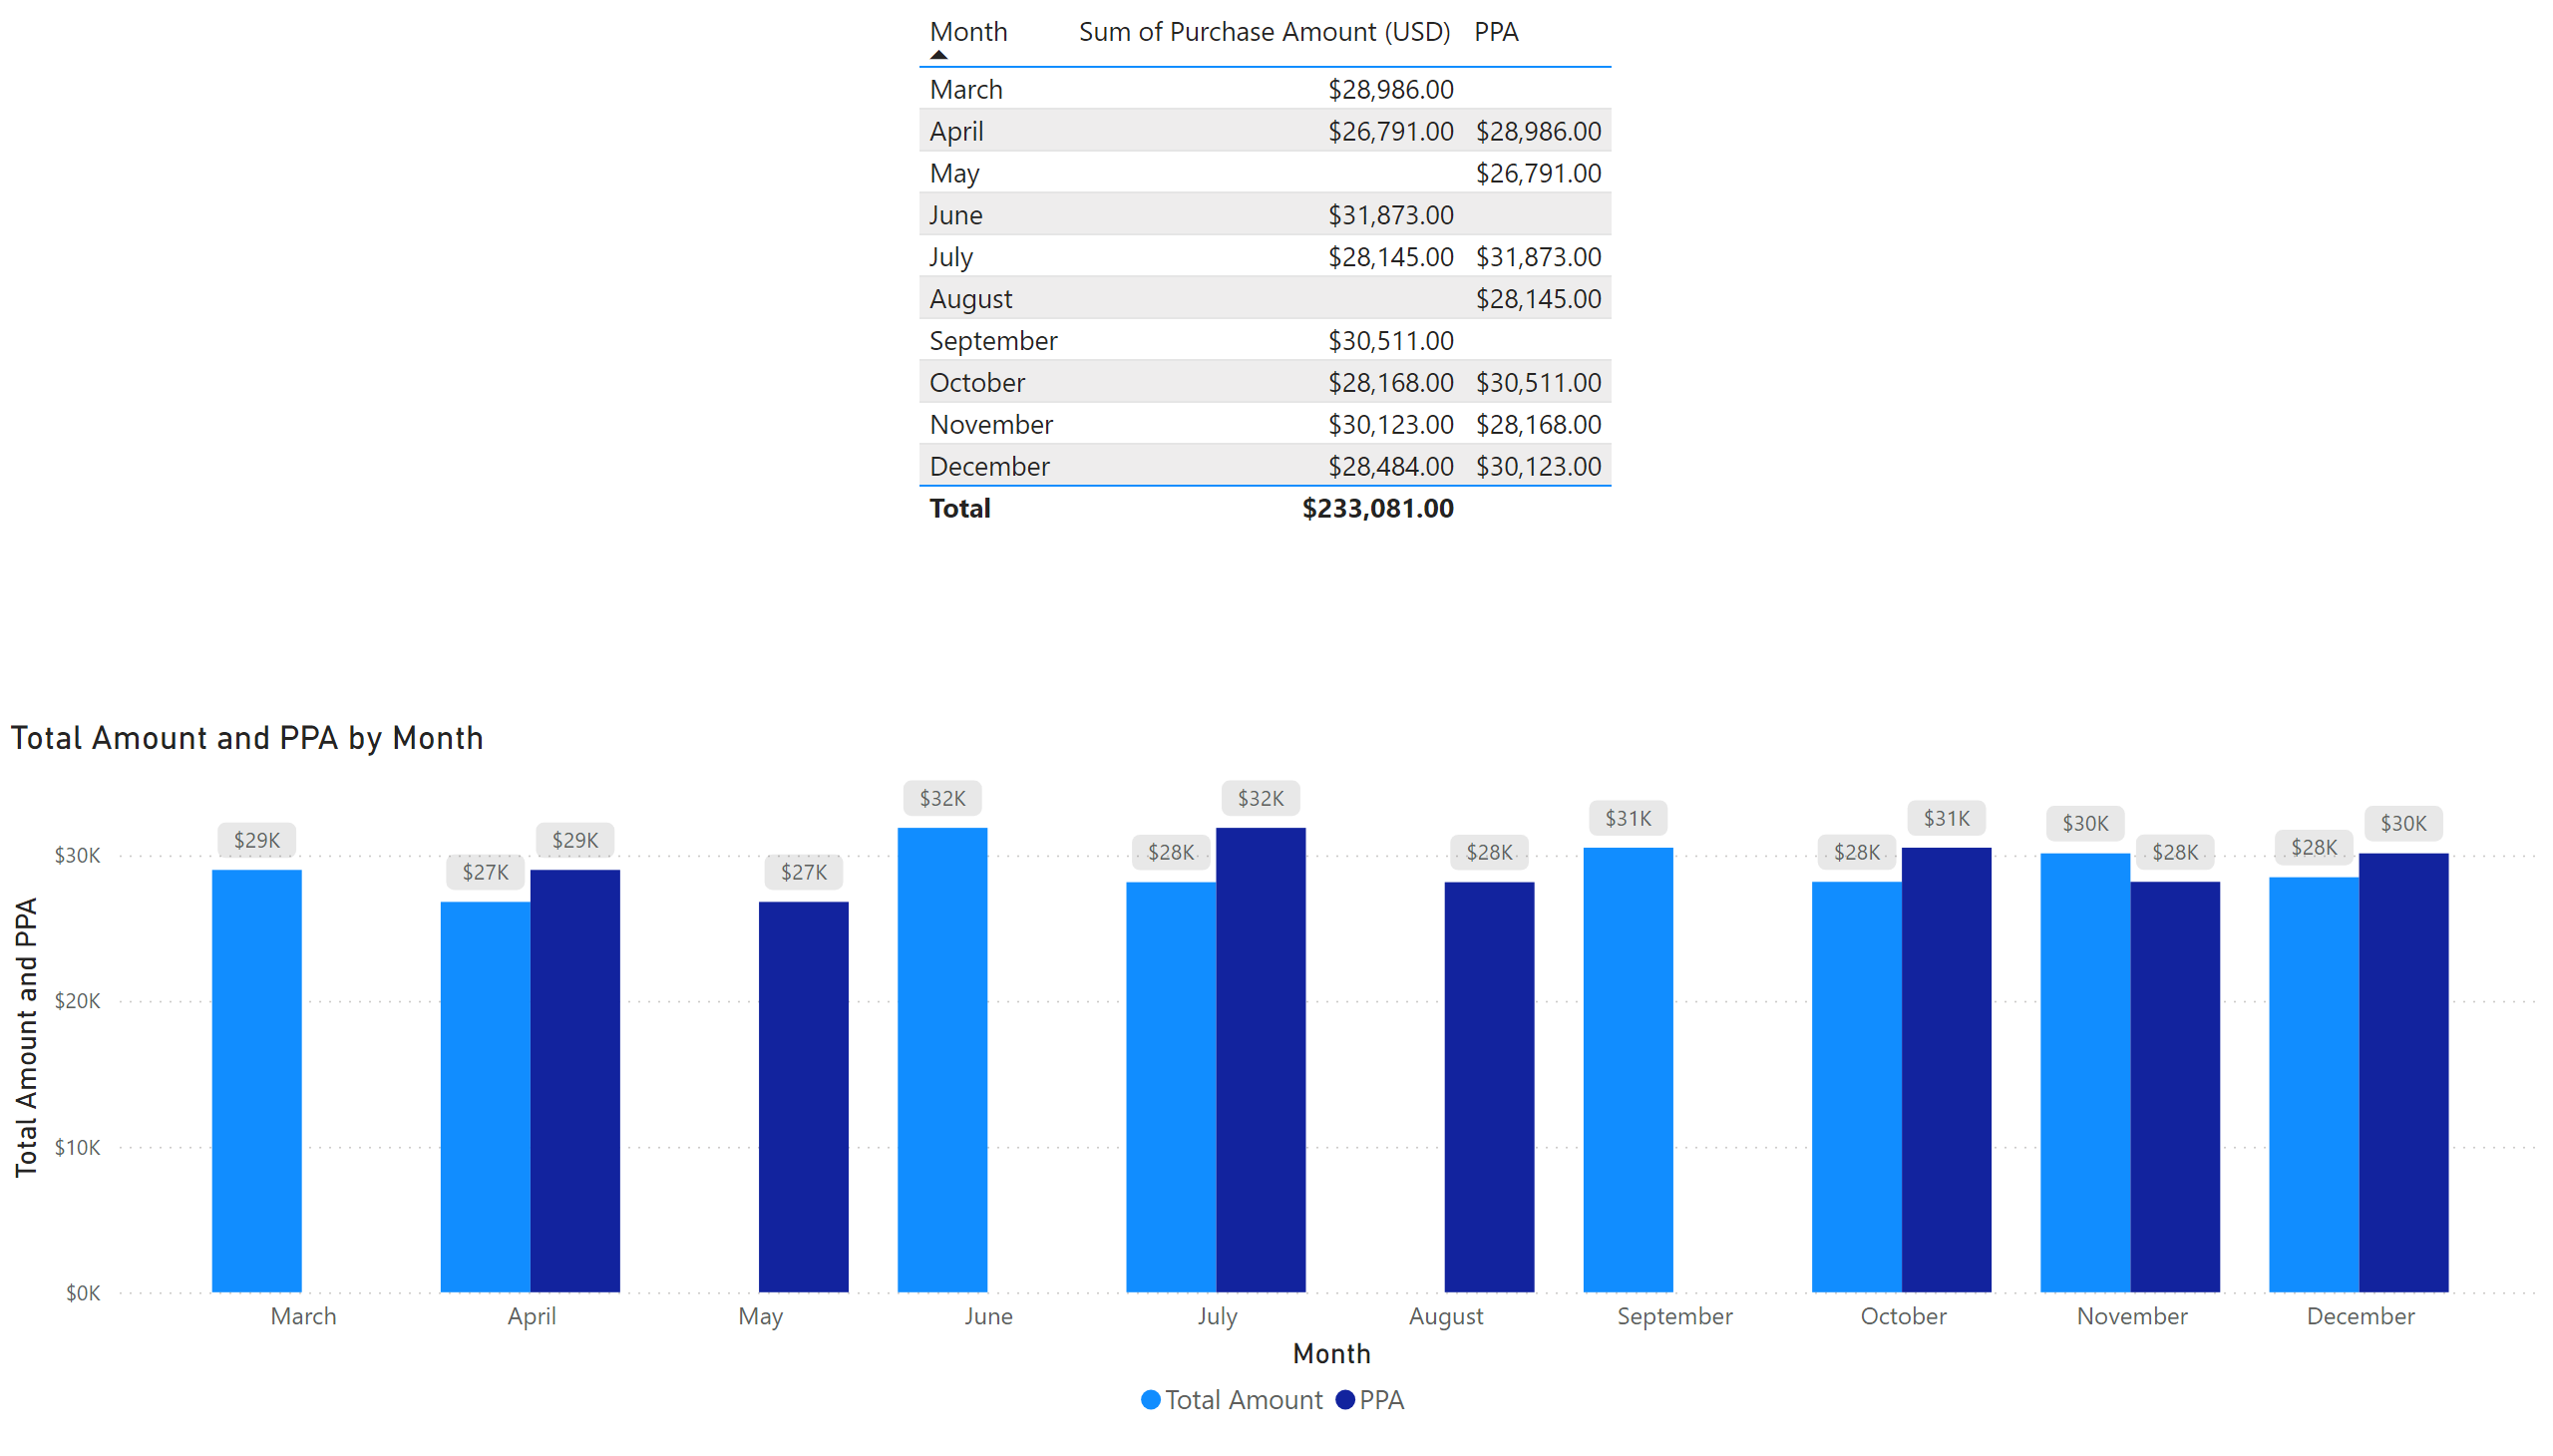 Month Sum of Purchase Amount (USD) PPA
March $28,986.00
April $26,791.00 $28,986.00
May $26,791.00
June $31,873.00
July $28,145.00 $31,873.00
August $28,145.00
September $30,511.00
October $28,168.00 $30,511.00
November $30,123.00 $28,168.00
December $28,484.00 $30,123.00
Total $233,081.00
Total Amount and PPA by Month
Total Amount and PPA
$30K
$20K
$10K
$0K
$29K
$27K $29K
$27K
$32K
$28K $32K
$28K
$31K
$28K $31K
$30K $28K
$28K $30K
March April May June July August September October November December
Month
Total Amount PPA